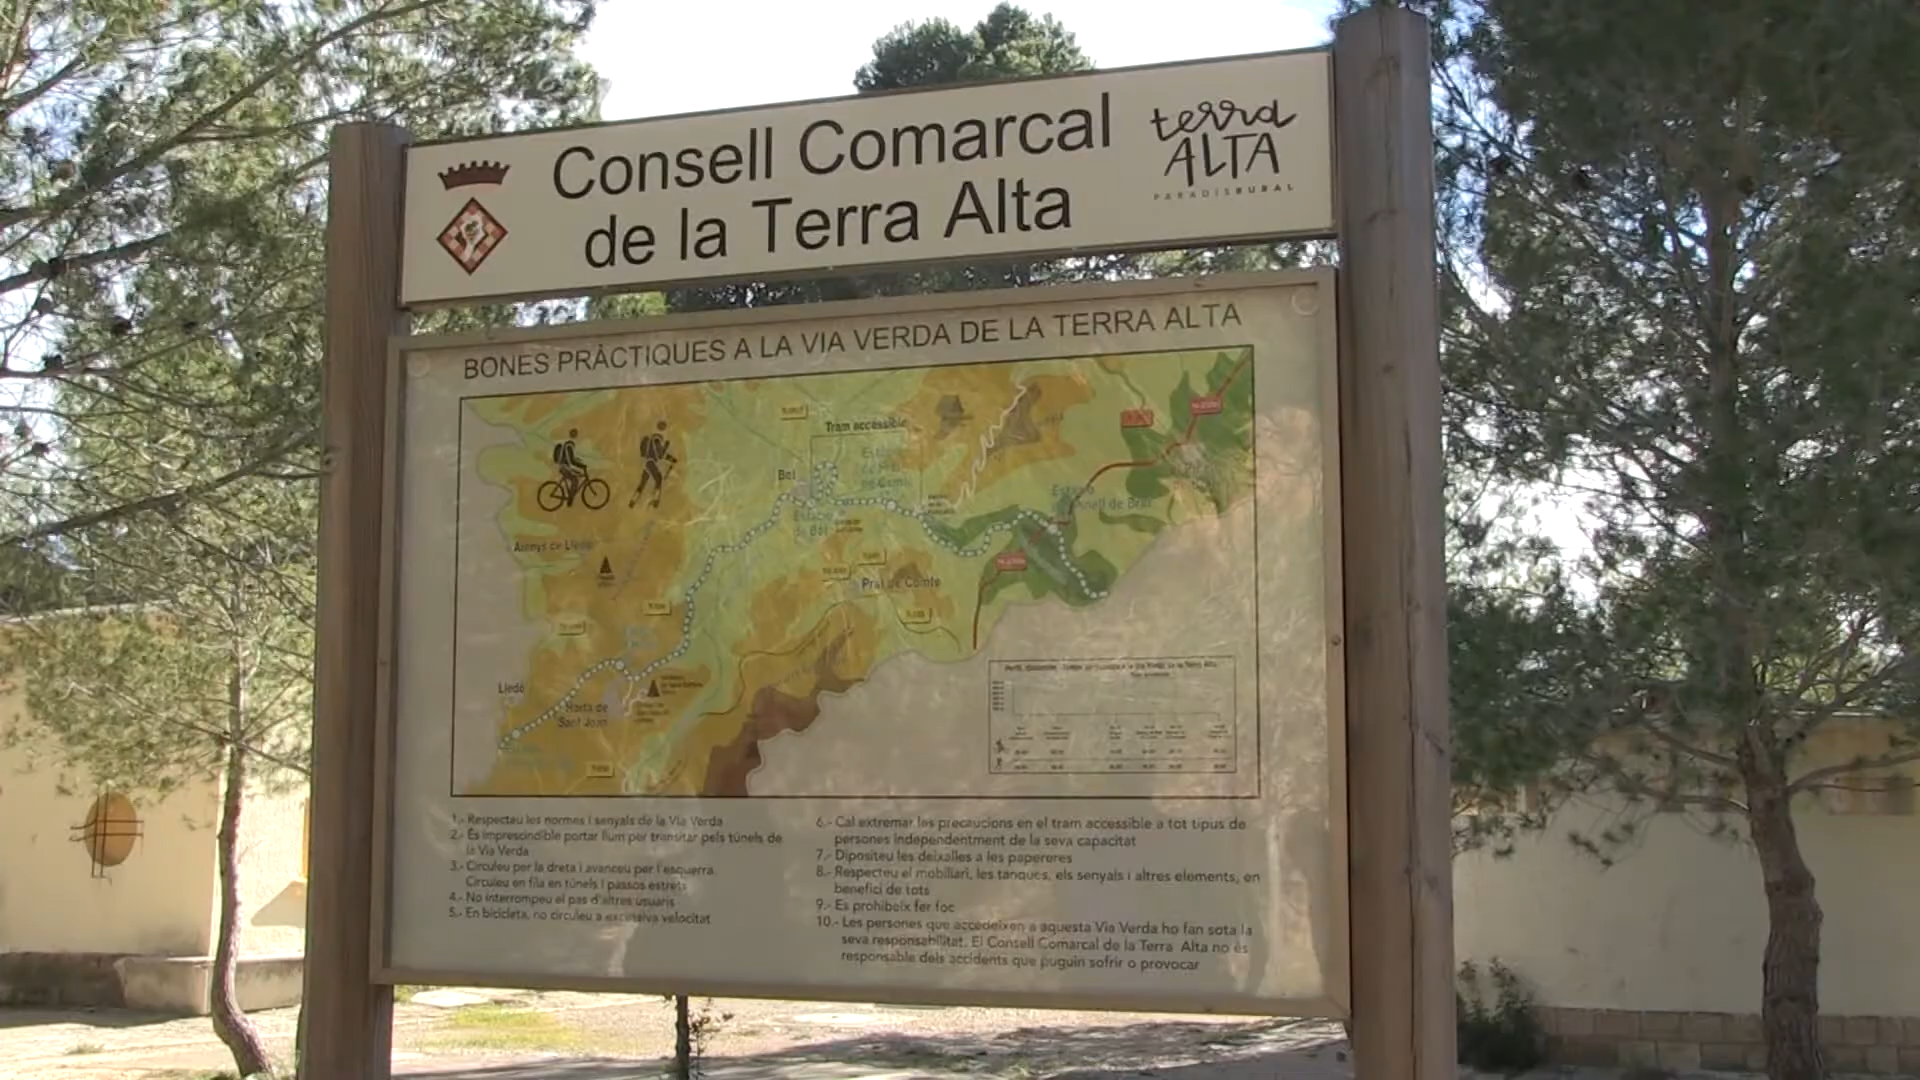 Consell Comarcal
de la Terra Alta
terra
ALTA
PARADÍSRURAL
BONES PRÀCTIQUES A LA VIA VERDA DE LA TERRA ALTA
Tram accessible
Bot
Arenys de Lledó
Prat de Comte
Lledó
Horta de
Sant Joan
1.- Respecteu les normes i senyals de la Via Verda
2.- És imprescindible portar llum per transitar pels túnels de
la Via Verda
3.- Circuleu per la dreta i avanceu per l'esquerra.
Circuleu en fila en túnels i passos estrets
4.- No interrompeu el pas d'altres usuaris
5.- En bicicleta, no circuleu a excessiva velocitat
6.- Cal extremar les precaucions en el tram accessible a tot tipus de
persones independentment de la seva capacitat
7.- Dipositeu les deixalles a les papereres
8.- Respecteu el mobiliari, les tanques, els senyals i altres elements, en
benefici de tots
9.- Es prohibeix fer foc
10.- Les persones que accedeixen a aquesta Via Verda ho fan sota la
seva responsabilitat. El Consell Comarcal de la Terra Alta no és
responsable dels accidents que puguin sofrir o provocar